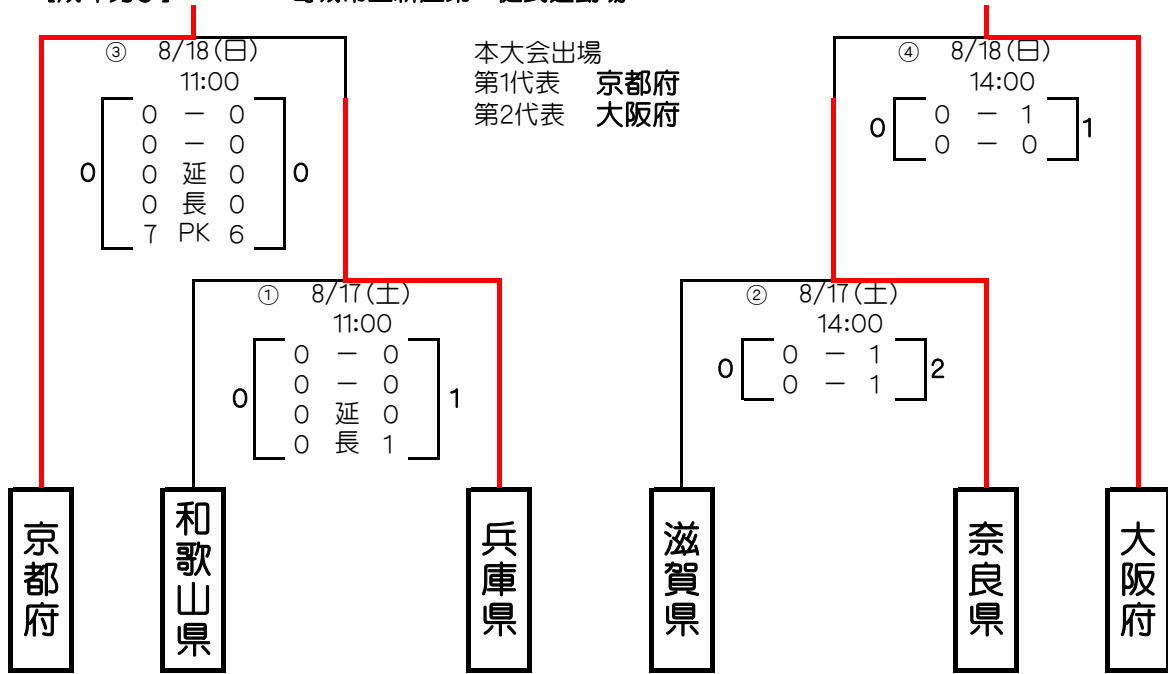 ③ 8/18(日)
11:00
0 － 0
0 － 0
0 延 0
0 長 0
7 PK 6
0
0
本大会出場
第1代表 京都府
第2代表 大阪府
④ 8/18(日)
14:00
0 － 1
0 － 0
0
1
① 8/17(土)
11:00
0 － 0
0 － 0
0 延 0
0 長 1
0
1
② 8/17(土)
14:00
0 － 1
0 － 1
0
2
京都府
和歌山県
兵庫県
滋賀県
奈良県
大阪府